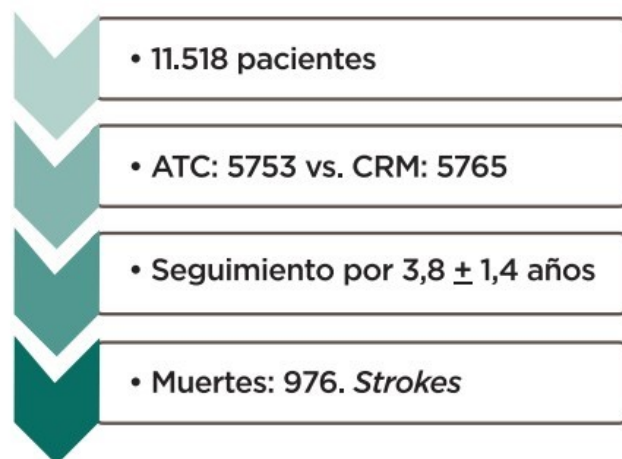 • 11.518 pacientes
• ATC: 5753 vs. CRM: 5765
• Seguimiento por 3,8 ± 1,4 años
• Muertes: 976. Strokes